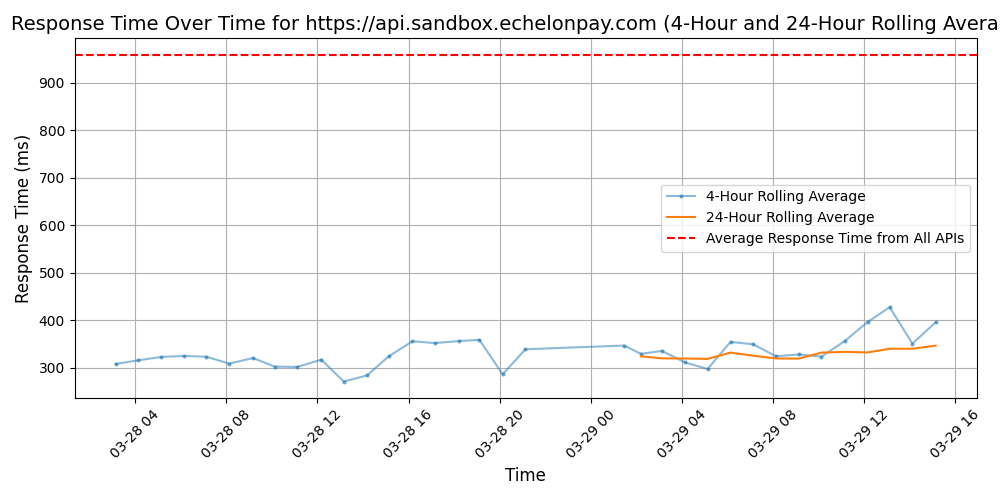 Response Time Over Time for https://api.sandbox.echelonpay.com (4-Hour and 24-Hour Rolling Avera
Response Time (ms)
900
800
700
600
500
400
300
4-Hour Rolling Average
24-Hour Rolling Average
Average Response Time from All APIs
03-28 04
03-28 08
03-28 12
03-28 16
03-28 20
03-29 00
03-29 04
03-29 08
03-29 12
03-29 16
Time